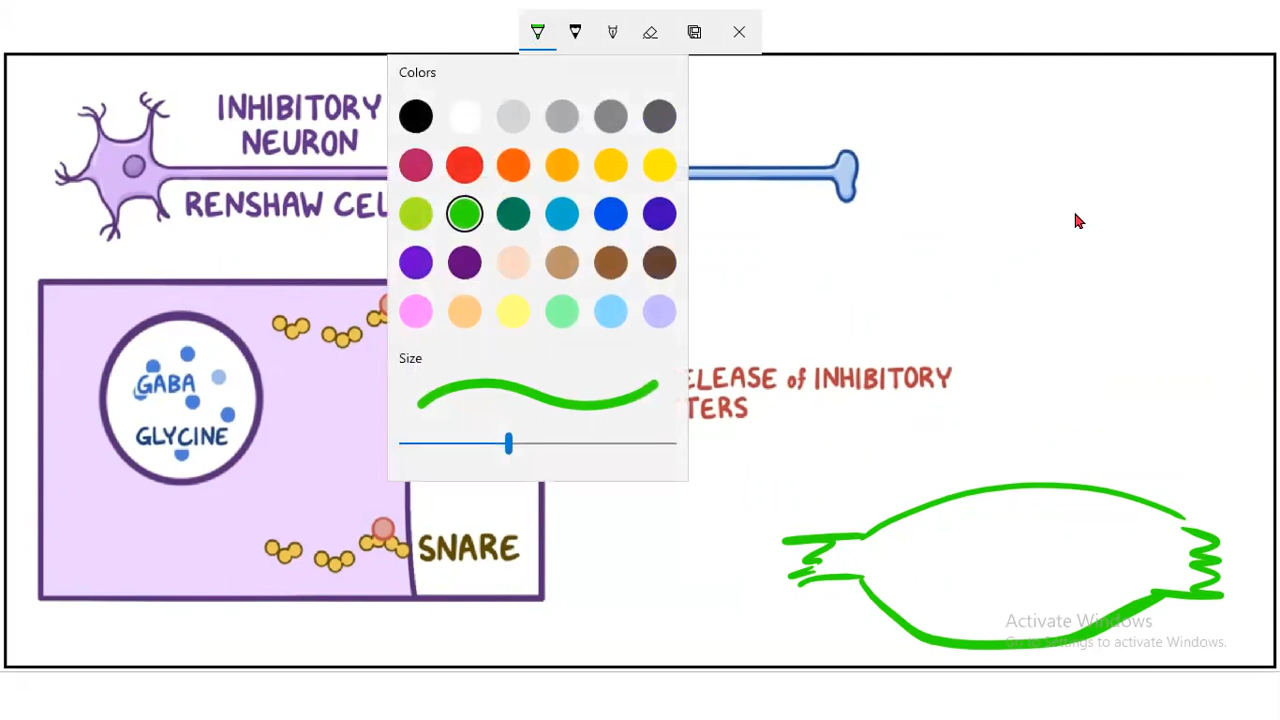 Colors
INHIBITORY
NEURON
RENSHAW CEL
GABA
GLYCINE
Size
ELEASE of INHIBITORY
TERS
SNARE
Activate Windows
Go to Settings to activate Windows.